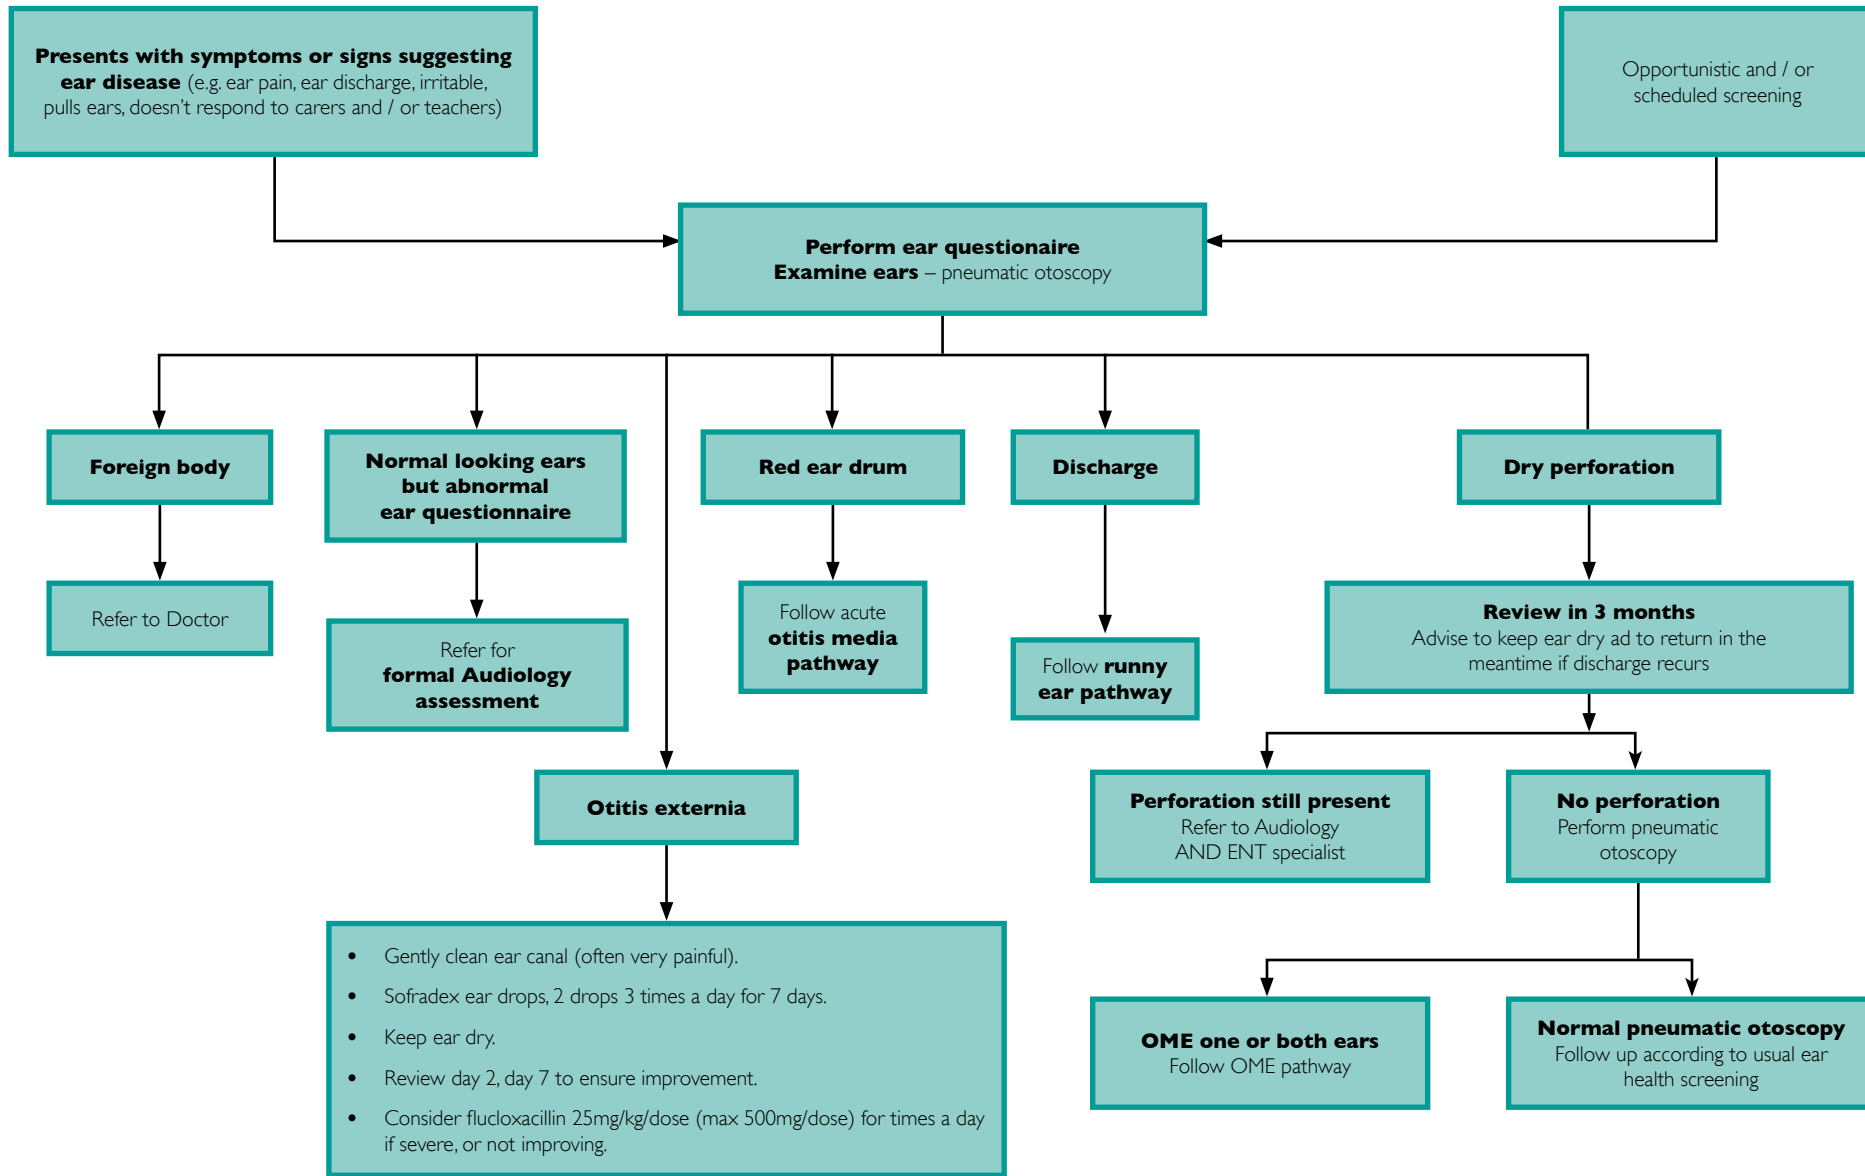 Presents with symptoms or signs suggesting
ear disease (e.g. ear pain, ear discharge, irritable,
pulls ears, doesn't respond to carers and / or teachers)
Opportunistic and / or
scheduled screening
Perform ear questionaire
Examine ears – pneumatic otoscopy
Foreign body
Normal looking ears
but abnormal
ear questionnaire
Red ear drum
Discharge
Dry perforation
Refer to Doctor
Refer for
formal Audiology
assessment
Follow acute
otitis media
pathway
Follow runny
ear pathway
Review in 3 months
Advise to keep ear dry ad to return in the
meantime if discharge recurs
Otitis externia
Perforation still present
Refer to Audiology
AND ENT specialist
No perforation
Perform pneumatic
otoscopy
• Gently clean ear canal (often very painful).
• Sofradex ear drops, 2 drops 3 times a day for 7 days.
• Keep ear dry.
• Review day 2, day 7 to ensure improvement.
• Consider flucloxacillin 25mg/kg/dose (max 500mg/dose) for times a day
if severe, or not improving.
OME one or both ears
Follow OME pathway
Normal pneumatic otoscopy
Follow up according to usual ear
health screening